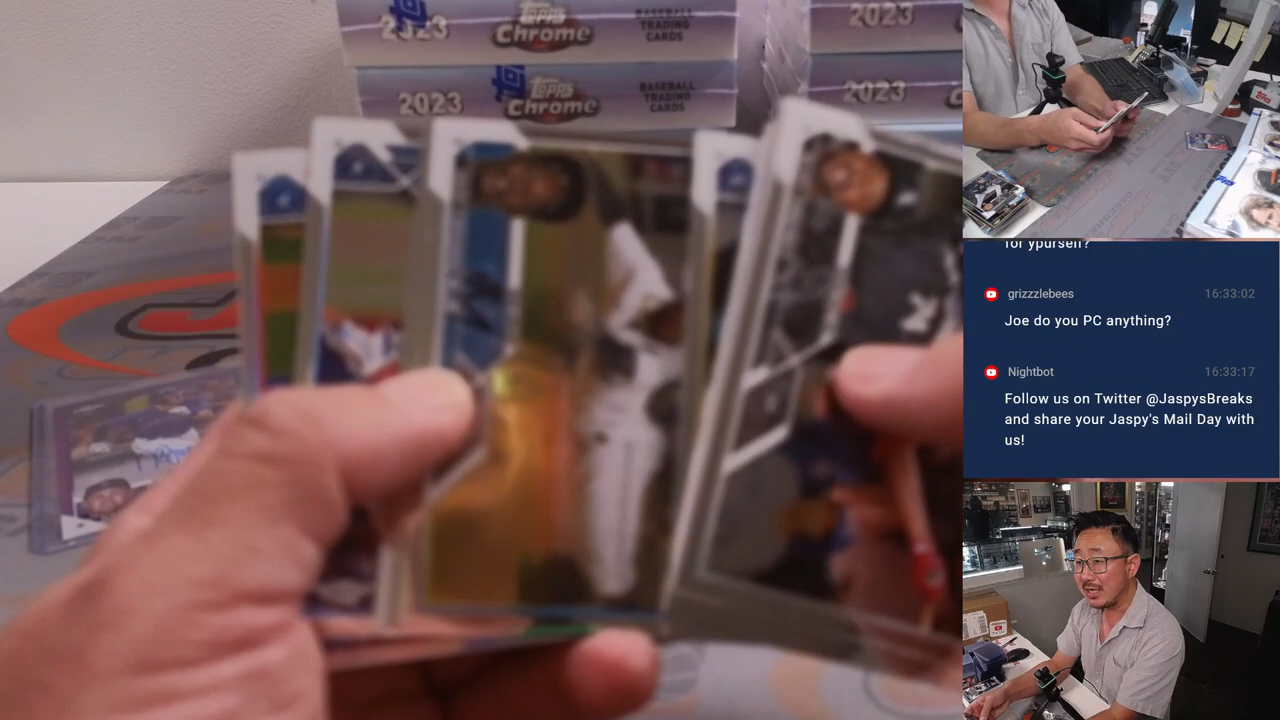 2023 Topps Chrome BASEBALL TRADING CARDS
2023
2023 Topps Chrome BASEBALL TRADING CARDS
2023
for ypurself?
grizzzlebees 16:33:02
Joe do you PC anything?
Nightbot 16:33:17
Follow us on Twitter @JaspysBreaks
and share your Jaspy's Mail Day with
us!